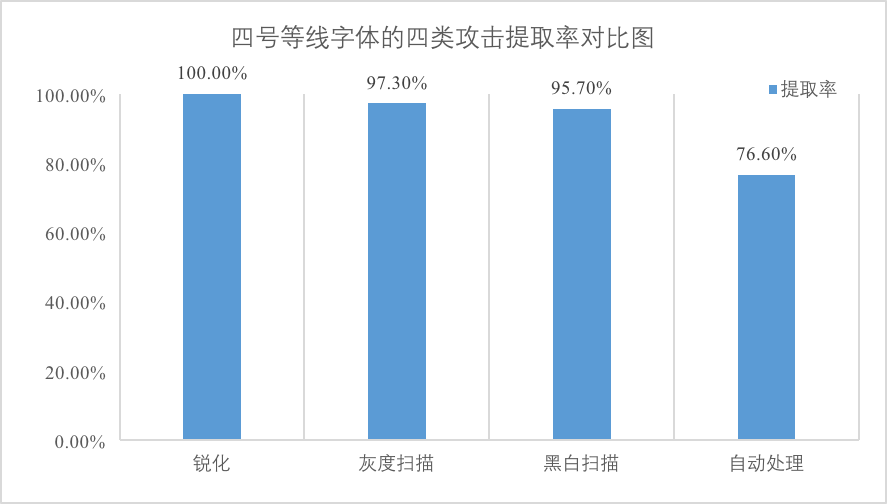 四号等线字体的四类攻击提取率对比图
100.00%
97.30%
95.70%
76.60%
提取率
100.00%
80.00%
60.00%
40.00%
20.00%
0.00%
锐化
灰度扫描
黑白扫描
自动处理